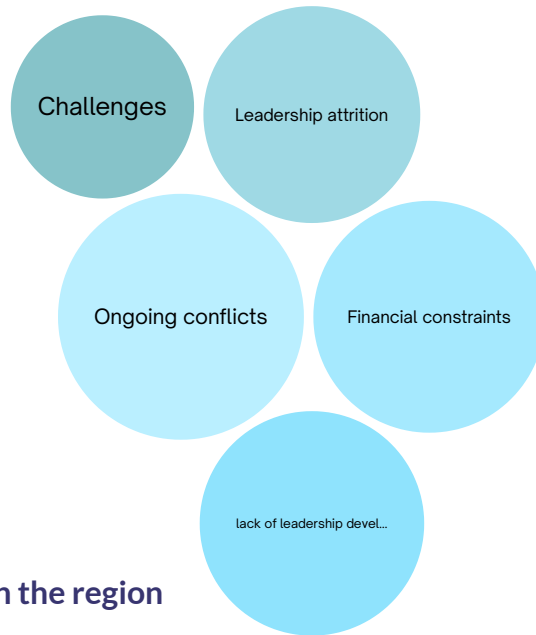 Challenges
Leadership attrition
Ongoing conflicts
Financial constraints
lack of leadership devel...
n the region